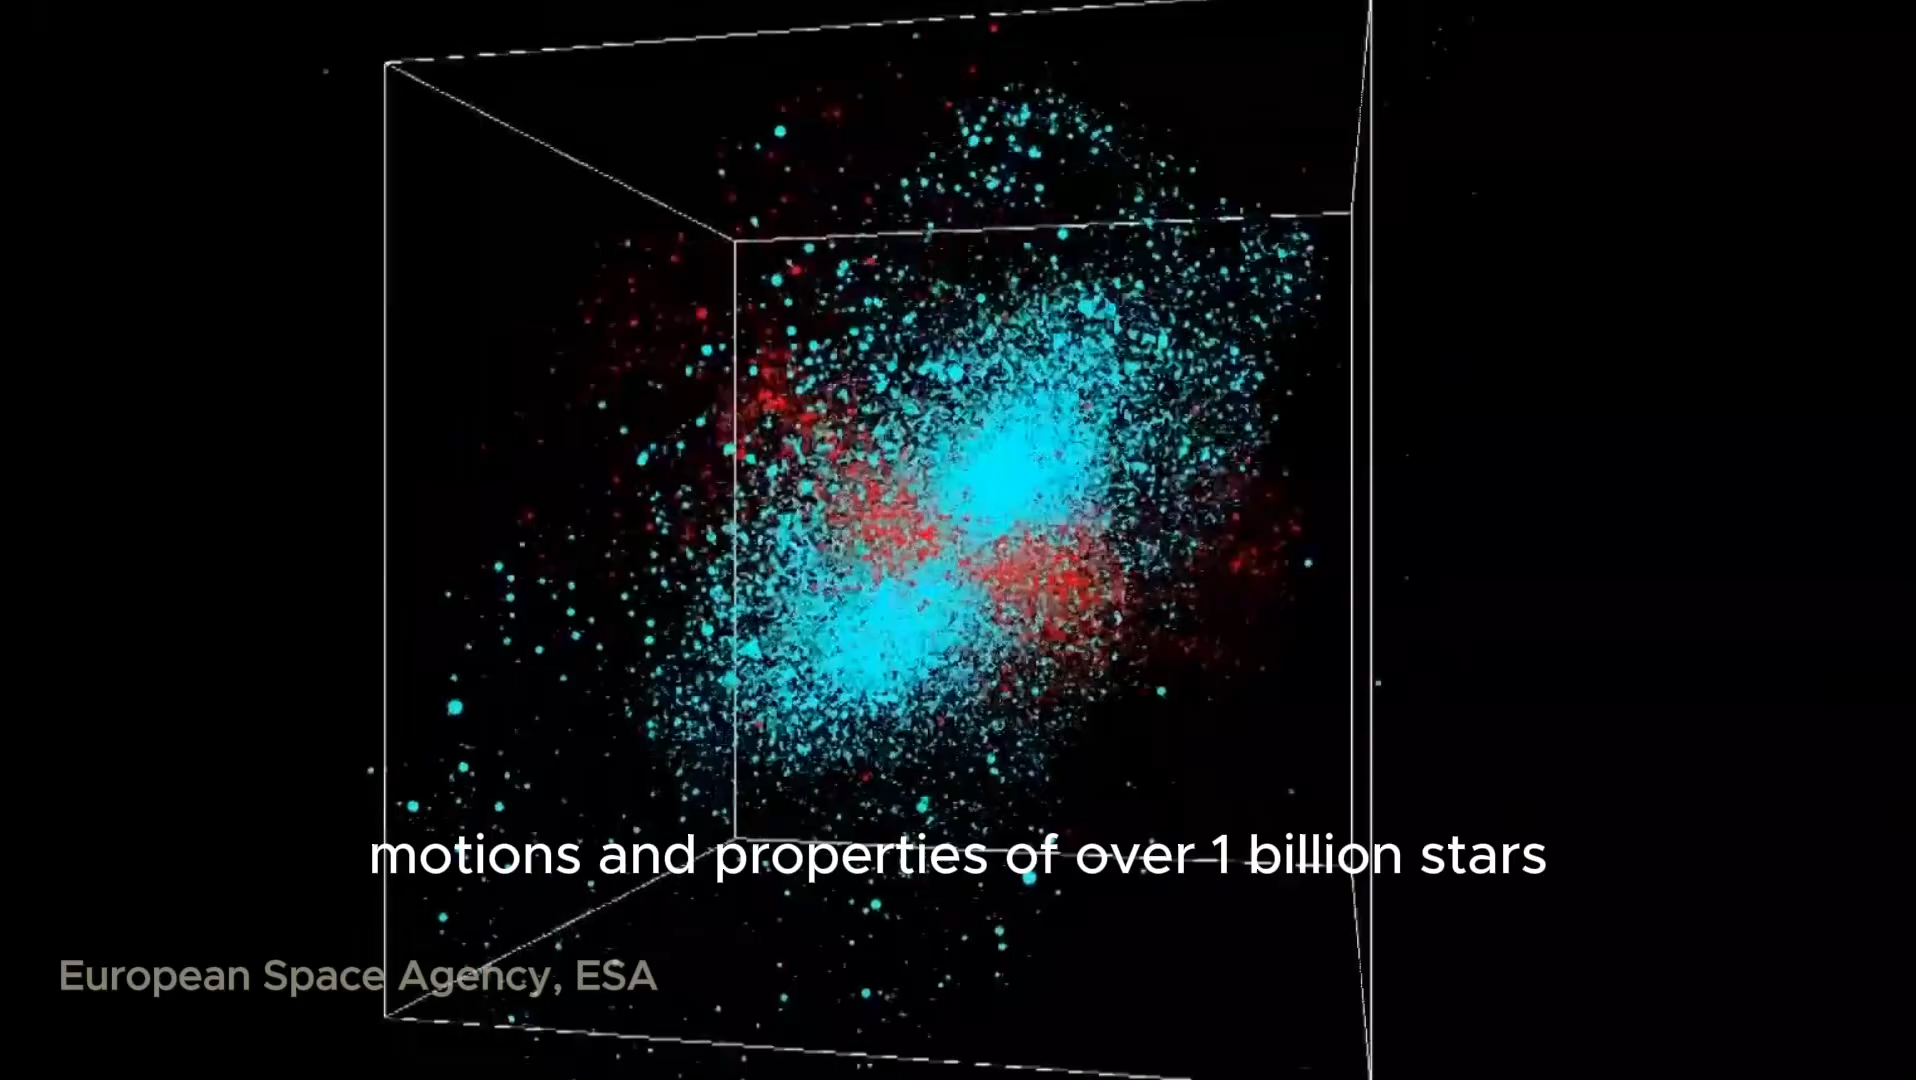 motions and properties of over 1 billion stars
European Space Agency, ESA